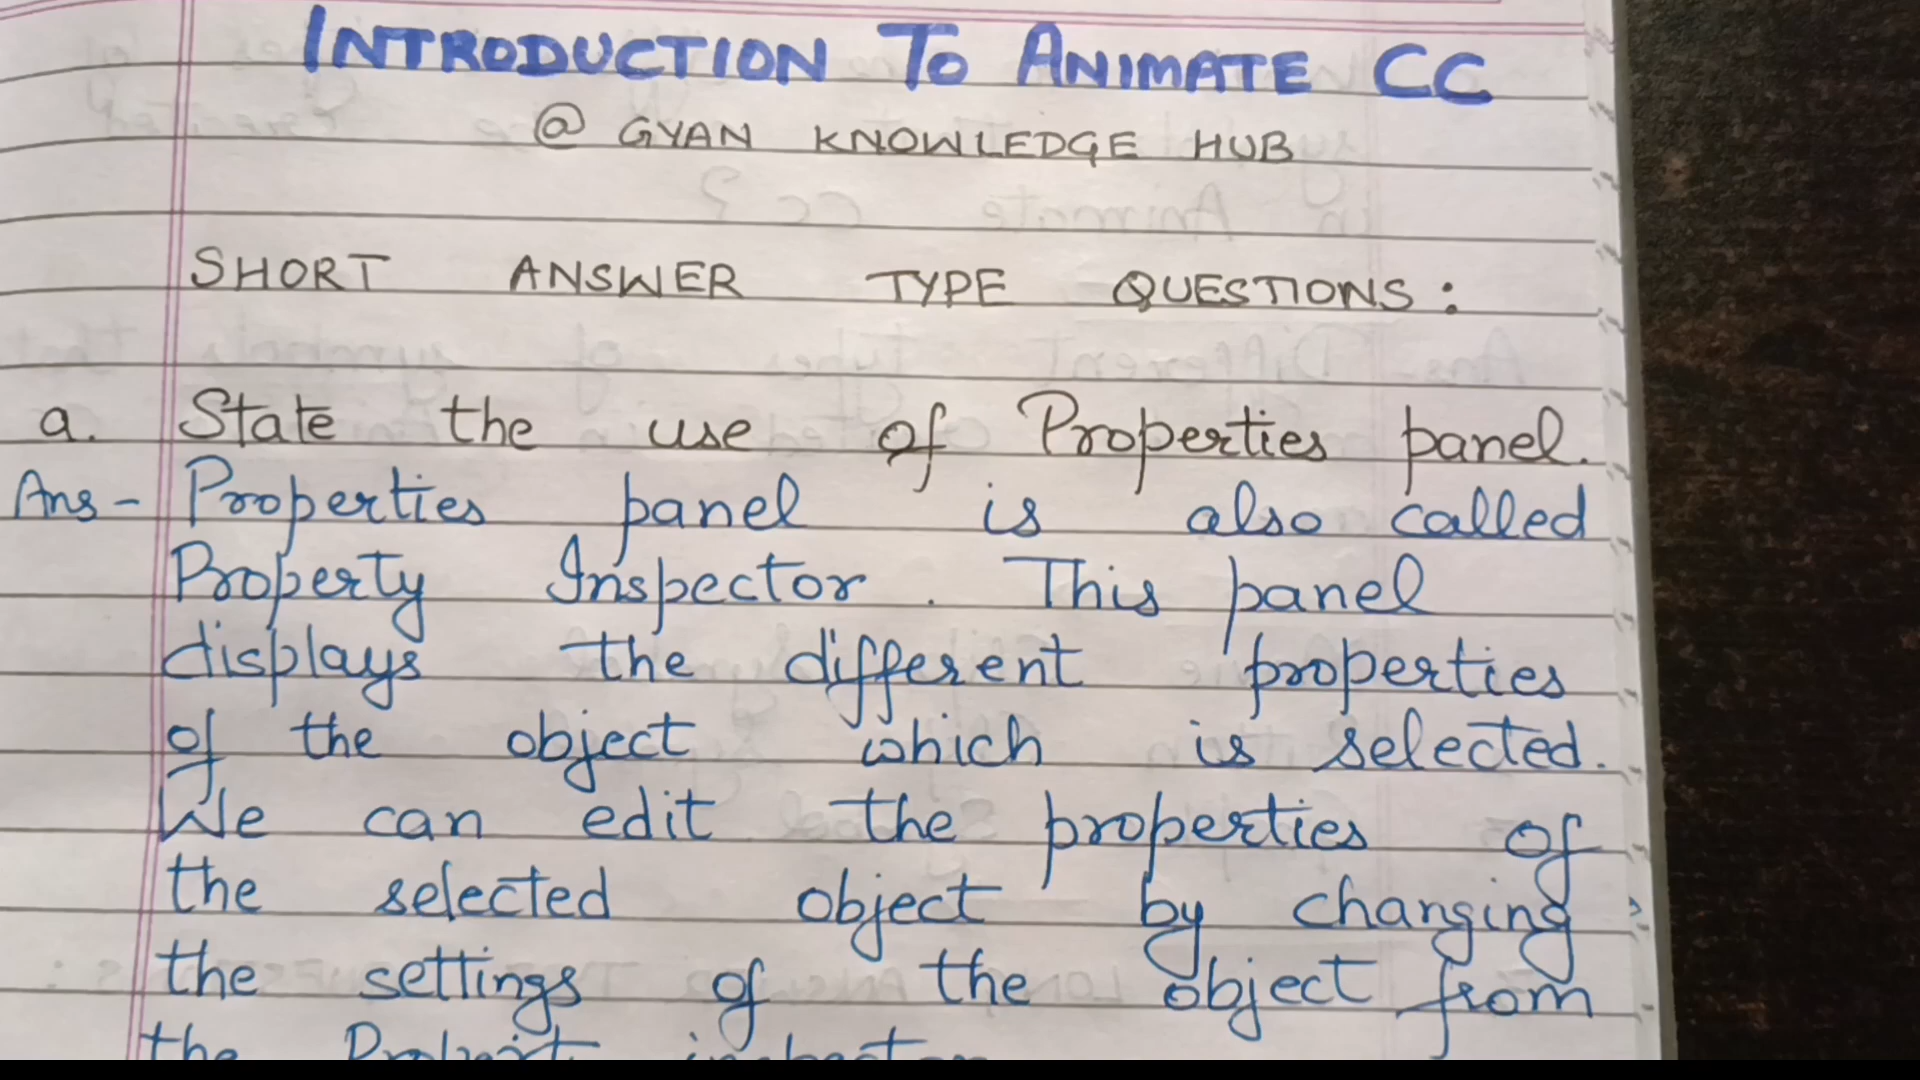 INTRODUCTION TO ANIMATE CC
@ GYAN KNOWLEDGE HUB
SHORT ANSWER TYPE QUESTIONS :
a. State the use of Properties panel.
Ans - Properties panel is also called
Property Inspector. This panel
displays the different properties
of the object which is selected.
We can edit the properties of
the selected object by changing
the settings of the object from
the